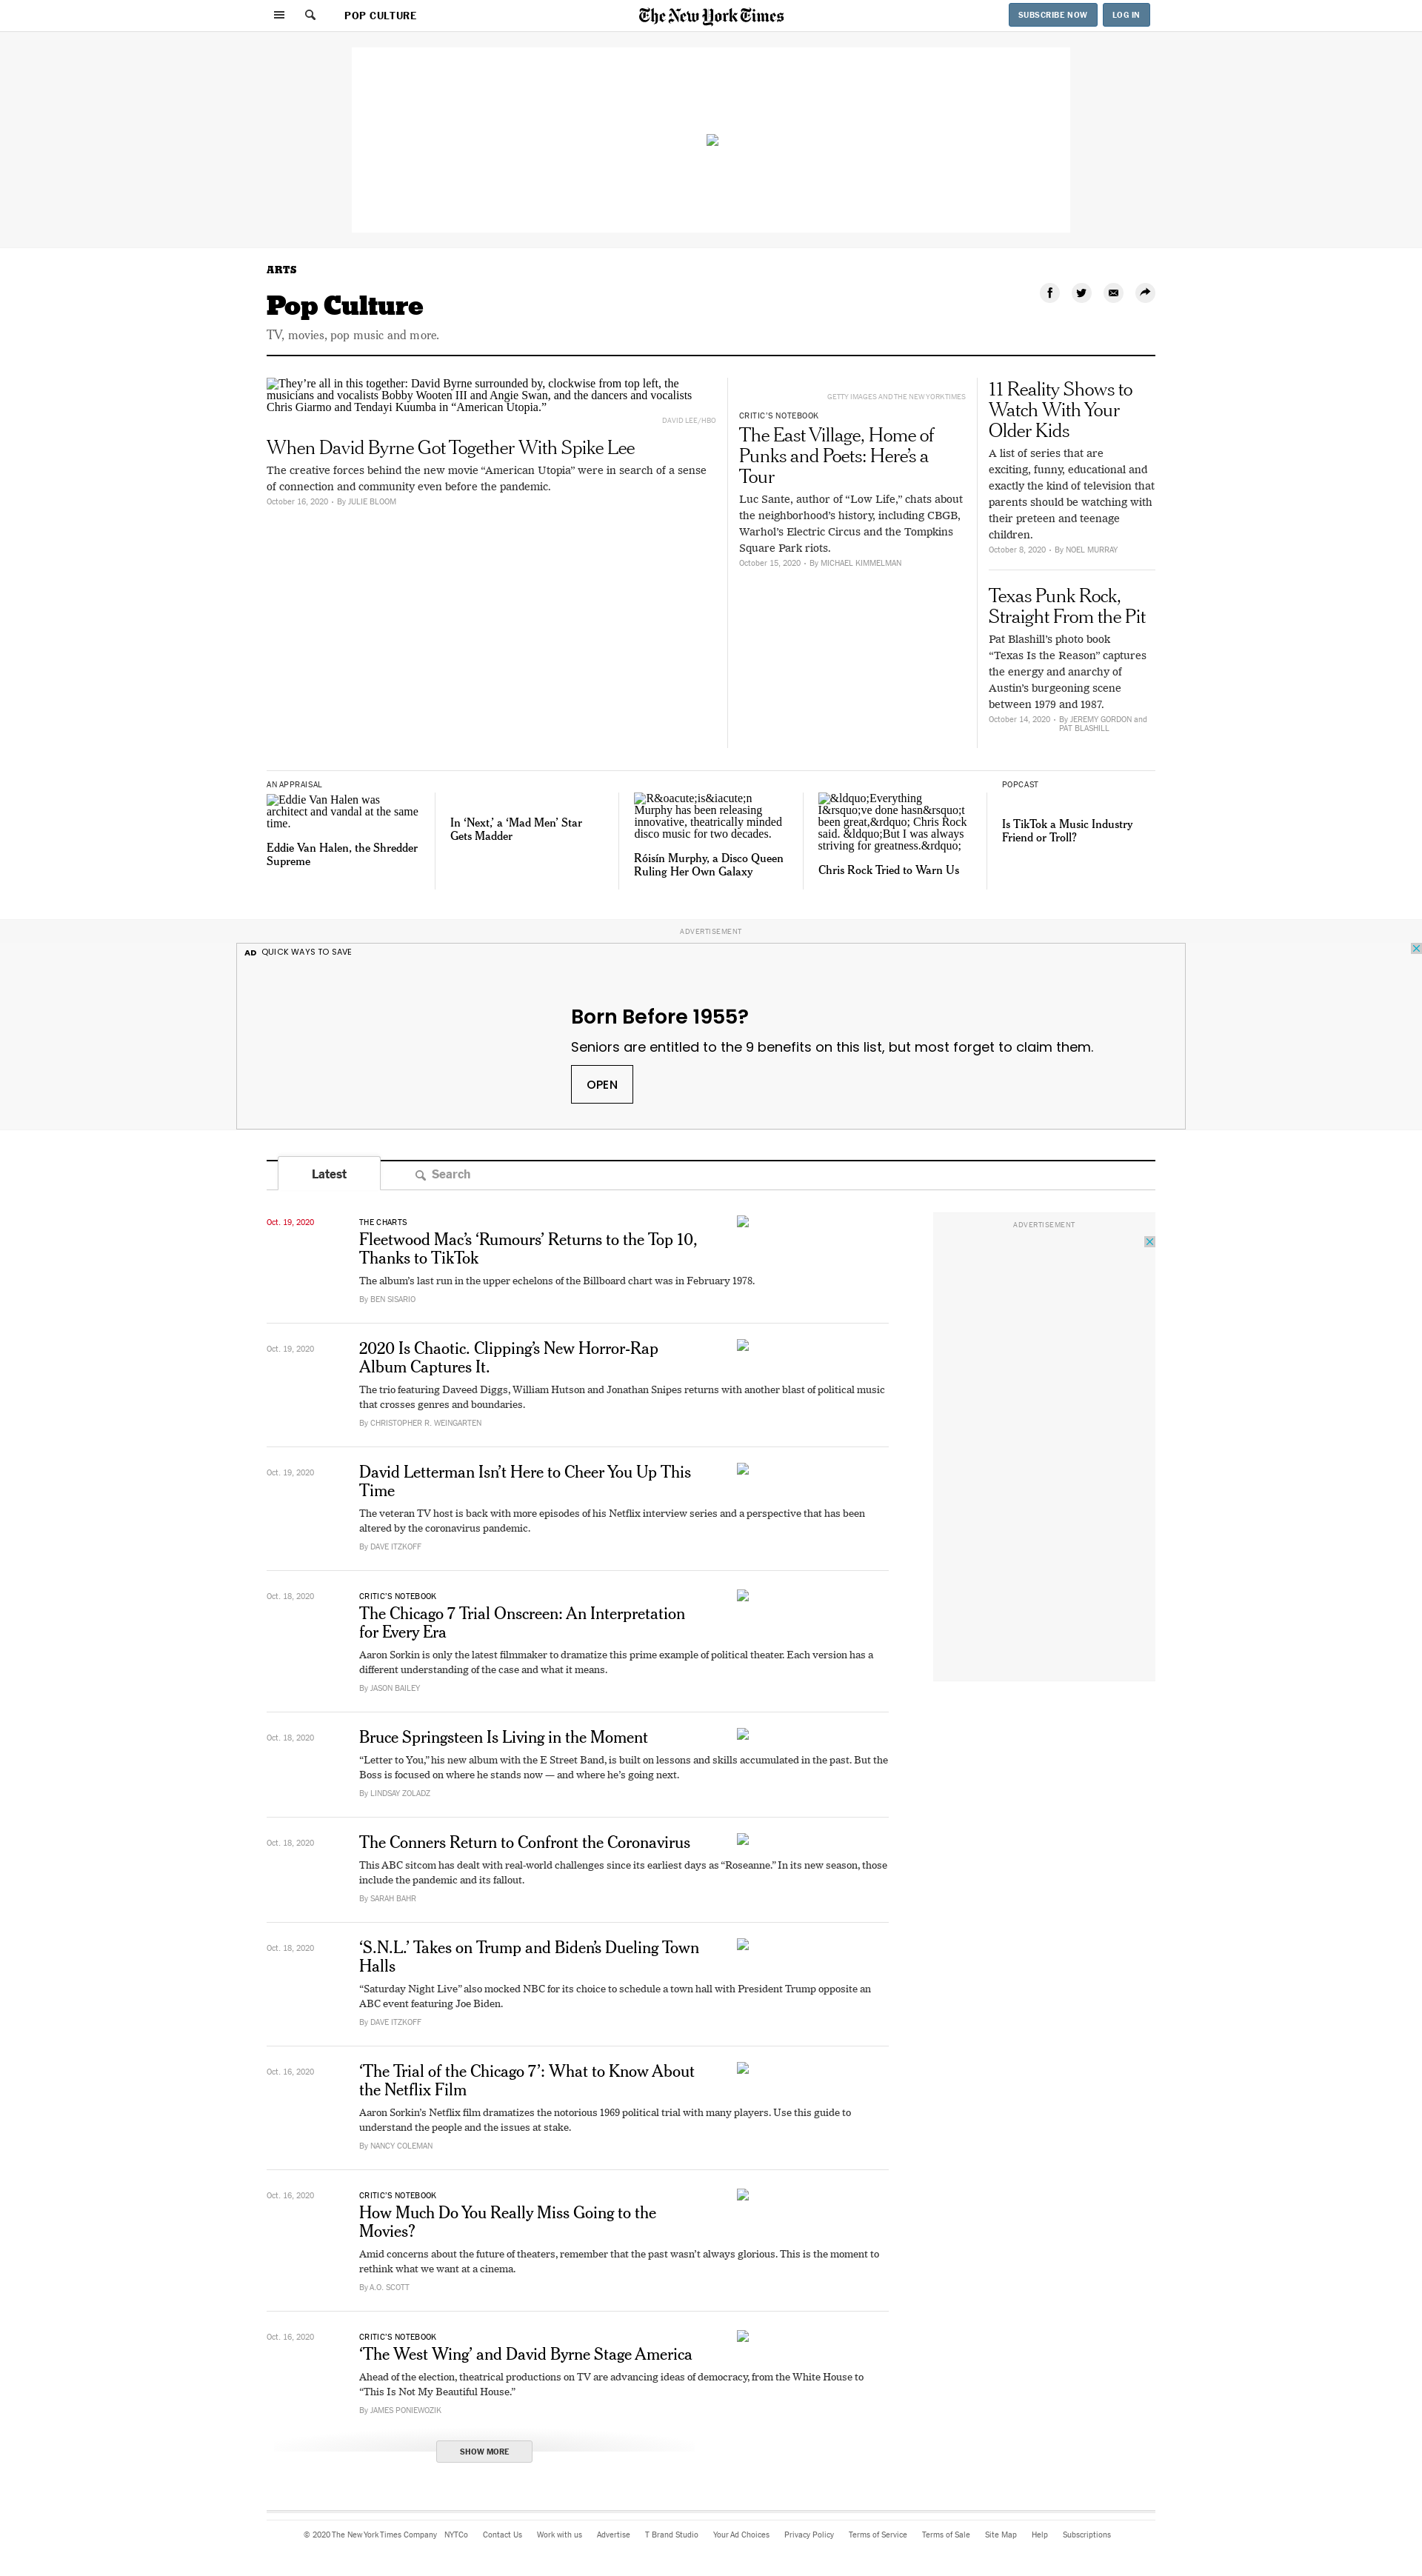 POP CULTURE
The New York Times
SUBSCRIBE NOW
LOG IN
ARTS
Pop Culture
TV, movies, pop music and more.
They’re all in this together: David Byrne surrounded by, clockwise from top left, the
musicians and vocalists Bobby Wooten III and Angie Swan, and the dancers and vocalists
Chris Giarmo and Tendayi Kuumba in “American Utopia.”
DAVID LEE/HBO
When David Byrne Got Together With Spike Lee
The creative forces behind the new movie “American Utopia” were in search of a sense
of connection and community even before the pandemic.
October 16, 2020 • By JULIE BLOOM
GETTY IMAGES AND THE NEW YORK TIMES
CRITIC’S NOTEBOOK
The East Village, Home of
Punks and Poets: Here’s a
Tour
Luc Sante, author of “Low Life,” chats about
the neighborhood’s history, including CBGB,
Warhol’s Electric Circus and the Tompkins
Square Park riots.
October 15, 2020 • By MICHAEL KIMMELMAN
11 Reality Shows to
Watch With Your
Older Kids
A list of series that are
exciting, funny, educational and
exactly the kind of television that
parents should be watching with
their preteen and teenage
children.
October 8, 2020 • By NOEL MURRAY
Texas Punk Rock,
Straight From the Pit
Pat Blashill’s photo book
“Texas Is the Reason” captures
the energy and anarchy of
Austin’s burgeoning scene
between 1979 and 1987.
October 14, 2020 • By JEREMY GORDON and
PAT BLASHILL
AN APPRAISAL
Eddie Van Halen was
architect and vandal at the same
time.
Eddie Van Halen, the Shredder
Supreme
In ‘Next,’ a ‘Mad Men’ Star
Gets Madder
R&oacute;is&iacute;n
Murphy has been releasing
innovative, theatrically minded
disco music for two decades.
Róisín Murphy, a Disco Queen
Ruling Her Own Galaxy
&ldquo;Everything
I&rsquo;ve done hasn&rsquo;t
been great,&rdquo; Chris Rock
said. &ldquo;But I was always
striving for greatness.&rdquo;
Chris Rock Tried to Warn Us
POPCAST
Is TikTok a Music Industry
Friend or Troll?
ADVERTISEMENT
AD QUICK WAYS TO SAVE
Born Before 1955?
Seniors are entitled to the 9 benefits on this list, but most forget to claim them.
OPEN
Latest
Search
ADVERTISEMENT
Oct. 19, 2020
THE CHARTS
Fleetwood Mac’s ‘Rumours’ Returns to the Top 10,
Thanks to TikTok
The album’s last run in the upper echelons of the Billboard chart was in February 1978.
By BEN SISARIO
Oct. 19, 2020
2020 Is Chaotic. Clipping’s New Horror-Rap
Album Captures It.
The trio featuring Daveed Diggs, William Hutson and Jonathan Snipes returns with another blast of political music
that crosses genres and boundaries.
By CHRISTOPHER R. WEINGARTEN
Oct. 19, 2020
David Letterman Isn’t Here to Cheer You Up This
Time
The veteran TV host is back with more episodes of his Netflix interview series and a perspective that has been
altered by the coronavirus pandemic.
By DAVE ITZKOFF
Oct. 18, 2020
CRITIC’S NOTEBOOK
The Chicago 7 Trial Onscreen: An Interpretation
for Every Era
Aaron Sorkin is only the latest filmmaker to dramatize this prime example of political theater. Each version has a
different understanding of the case and what it means.
By JASON BAILEY
Oct. 18, 2020
Bruce Springsteen Is Living in the Moment
“Letter to You,” his new album with the E Street Band, is built on lessons and skills accumulated in the past. But the
Boss is focused on where he stands now — and where he’s going next.
By LINDSAY ZOLADZ
Oct. 18, 2020
The Conners Return to Confront the Coronavirus
This ABC sitcom has dealt with real-world challenges since its earliest days as “Roseanne.” In its new season, those
include the pandemic and its fallout.
By SARAH BAHR
Oct. 18, 2020
‘S.N.L.’ Takes on Trump and Biden’s Dueling Town
Halls
“Saturday Night Live” also mocked NBC for its choice to schedule a town hall with President Trump opposite an
ABC event featuring Joe Biden.
By DAVE ITZKOFF
Oct. 16, 2020
‘The Trial of the Chicago 7’: What to Know About
the Netflix Film
Aaron Sorkin’s Netflix film dramatizes the notorious 1969 political trial with many players. Use this guide to
understand the people and the issues at stake.
By NANCY COLEMAN
Oct. 16, 2020
CRITIC’S NOTEBOOK
How Much Do You Really Miss Going to the
Movies?
Amid concerns about the future of theaters, remember that the past wasn’t always glorious. This is the moment to
rethink what we want at a cinema.
By A.O. SCOTT
Oct. 16, 2020
CRITIC’S NOTEBOOK
‘The West Wing’ and David Byrne Stage America
Ahead of the election, theatrical productions on TV are advancing ideas of democracy, from the White House to
“This Is Not My Beautiful House.”
By JAMES PONIEWOZIK
SHOW MORE
© 2020 The New York Times Company NYTCo Contact Us Work with us Advertise T Brand Studio Your Ad Choices Privacy Policy Terms of Service Terms of Sale Site Map Help Subscriptions